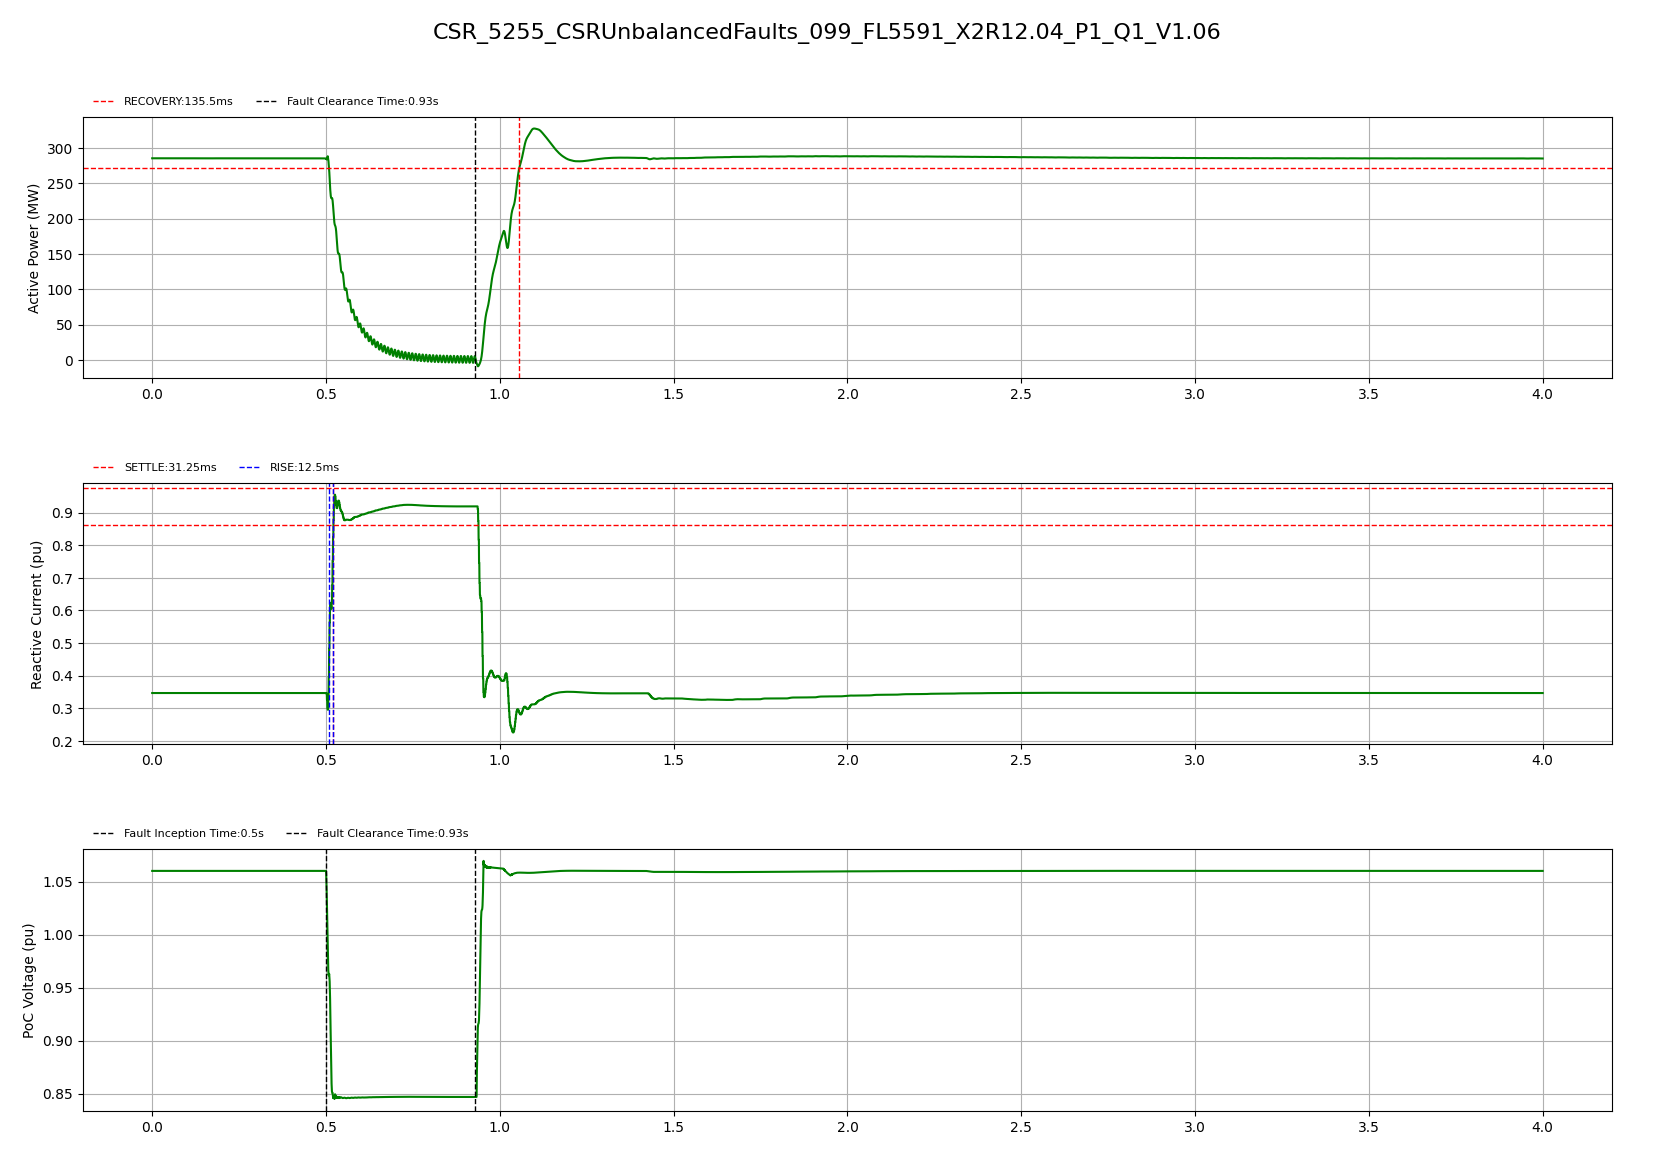 CSR_5255_CSRUnbalancedFaults_099_FL5591_X2R12.04_P1_Q1_V1.06
RECOVERY:135.5ms Fault Clearance Time:0.93s
Active Power (MW)
300
250
200
150
100
50
0
0.0 0.5 1.0 1.5 2.0 2.5 3.0 3.5 4.0
SETTLE:31.25ms RISE:12.5ms
Reactive Current (pu)
0.9
0.8
0.7
0.6
0.5
0.4
0.3
0.2
0.0 0.5 1.0 1.5 2.0 2.5 3.0 3.5 4.0
Fault Inception Time:0.5s Fault Clearance Time:0.93s
PoC Voltage (pu)
1.05
1.00
0.95
0.90
0.85
0.0 0.5 1.0 1.5 2.0 2.5 3.0 3.5 4.0